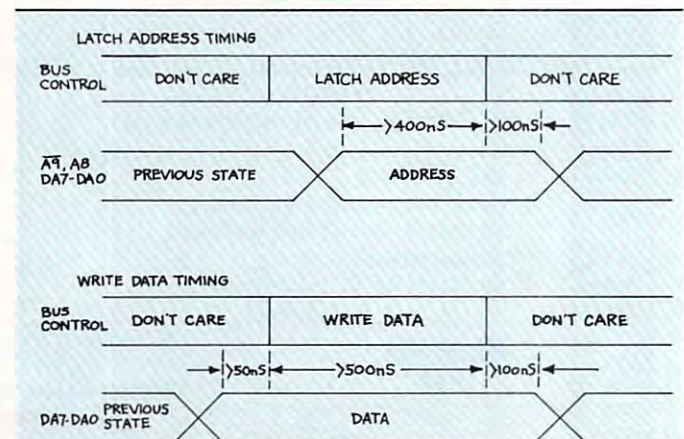 LATCH ADDRESS TIMING
BUS CONTROL DON'T CARE LATCH ADDRESS DON'T CARE
>400nS >100nS
A̅9̅, A8 DA7-DA0 PREVIOUS STATE ADDRESS
WRITE DATA TIMING
BUS CONTROL DON'T CARE WRITE DATA DON'T CARE
>50nS >500nS >100nS
DA7-DA0 PREVIOUS STATE DATA